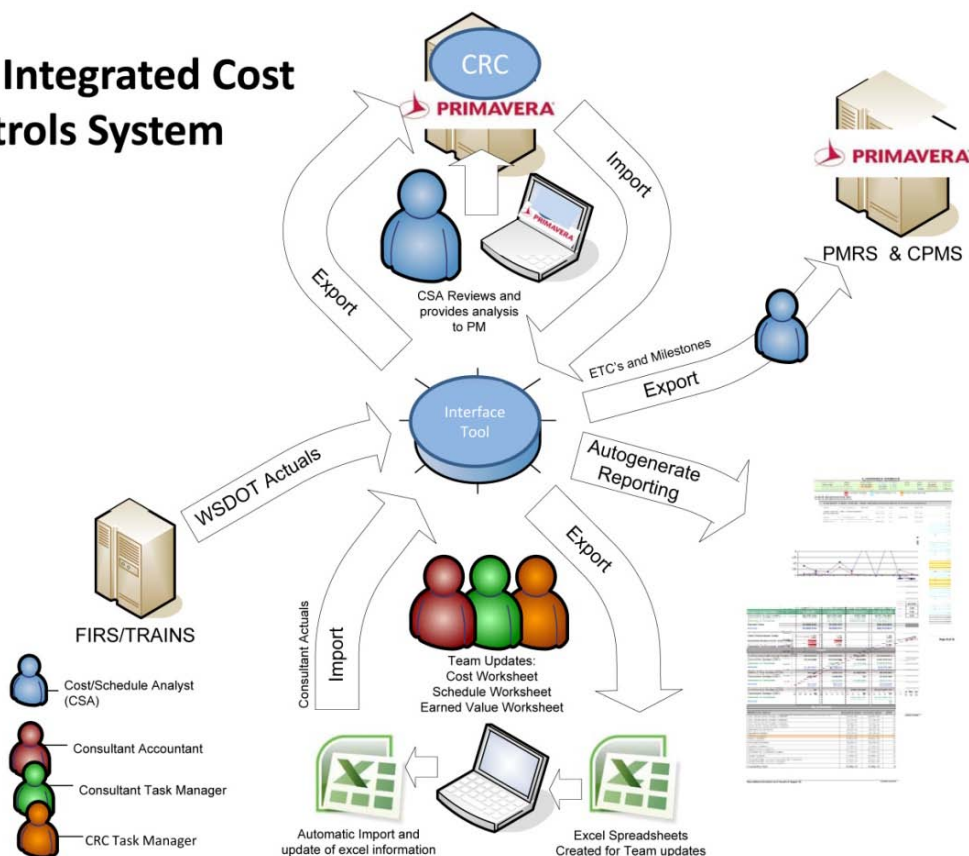 Integrated Cost
trols System
CRC
PRIMAVERA
PRIMAVERA
PMRS & CPMS
Import
Export
PRIMAVERA
CSA Reviews and
provides analysis
to PM
ETC's and Milestones
Export
Interface
Tool
WSDOT Actuals
Autogenerate
Reporting
Export
FIRS/TRAINS
Consultant Actuals
Import
Team Updates:
Cost Worksheet
Schedule Worksheet
Earned Value Worksheet
Cost/Schedule Analyst
(CSA)
Consultant Accountant
Consultant Task Manager
CRC Task Manager
Automatic Import and
update of excel information
Excel Spreadsheets
Created for Team updates